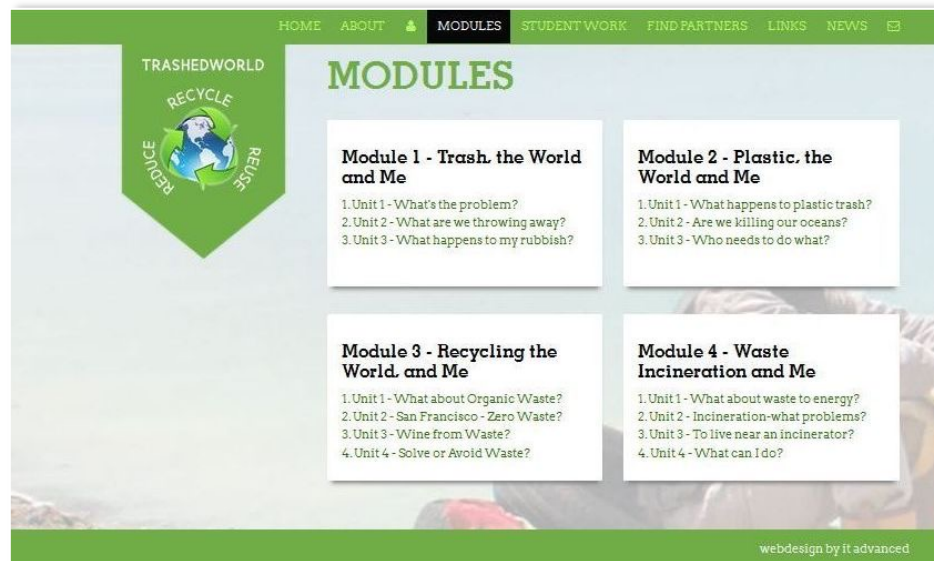 HOME ABOUT MODULES STUDENT WORK FIND PARTNERS LINKS NEWS
TRASHEDWORLD
RECYCLE
REDUCE
REUSE
MODULES
Module 1 - Trash, the World
and Me
1. Unit 1 - What's the problem?
2. Unit 2 - What are we throwing away?
3. Unit 3 - What happens to my rubbish?
Module 2 - Plastic, the
World and Me
1. Unit 1 - What happens to plastic trash?
2. Unit 2 - Are we killing our oceans?
3. Unit 3 - Who needs to do what?
Module 3 - Recycling the
World, and Me
1. Unit 1 - What about Organic Waste?
2. Unit 2 - San Francisco - Zero Waste?
3. Unit 3 - Wine from Waste?
4. Unit 4 - Solve or Avoid Waste?
Module 4 - Waste
Incineration and Me
1. Unit 1 - What about waste to energy?
2. Unit 2 - Incineration-what problems?
3. Unit 3 - To live near an incinerator?
4. Unit 4 - What can I do?
webdesign by it advanced